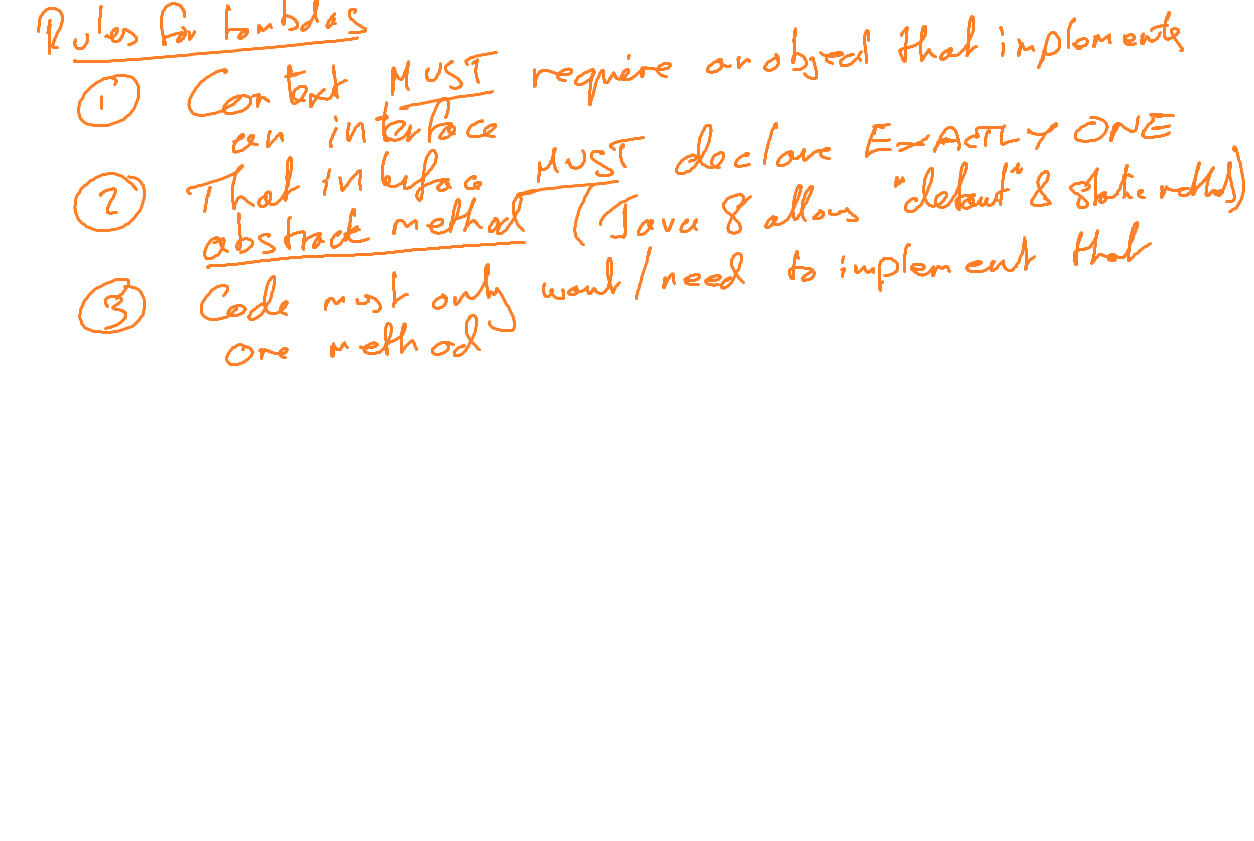 Rules for Lambdas
① Context MUST require an object that implements
an interface
② That interface MUST declare EXACTLY ONE
abstract method (Java 8 allows "default" & static methods)
③ Code must only want/need to implement that
one method